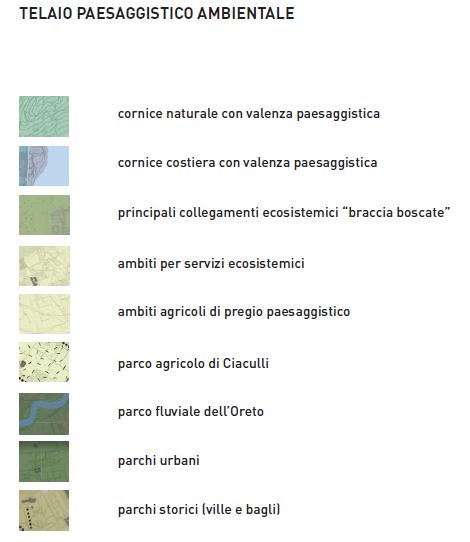 TELAIO PAESAGGISTICO AMBIENTALE
cornice naturale con valenza paesaggistica
cornice costiera con valenza paesaggistica
principali collegamenti ecosistemici “braccia boscate”
ambiti per servizi ecosistemici
ambiti agricoli di pregio paesaggistico
parco agricolo di Ciaculli
parco fluviale dell’Oreto
parchi urbani
parchi storici (ville e bagli)